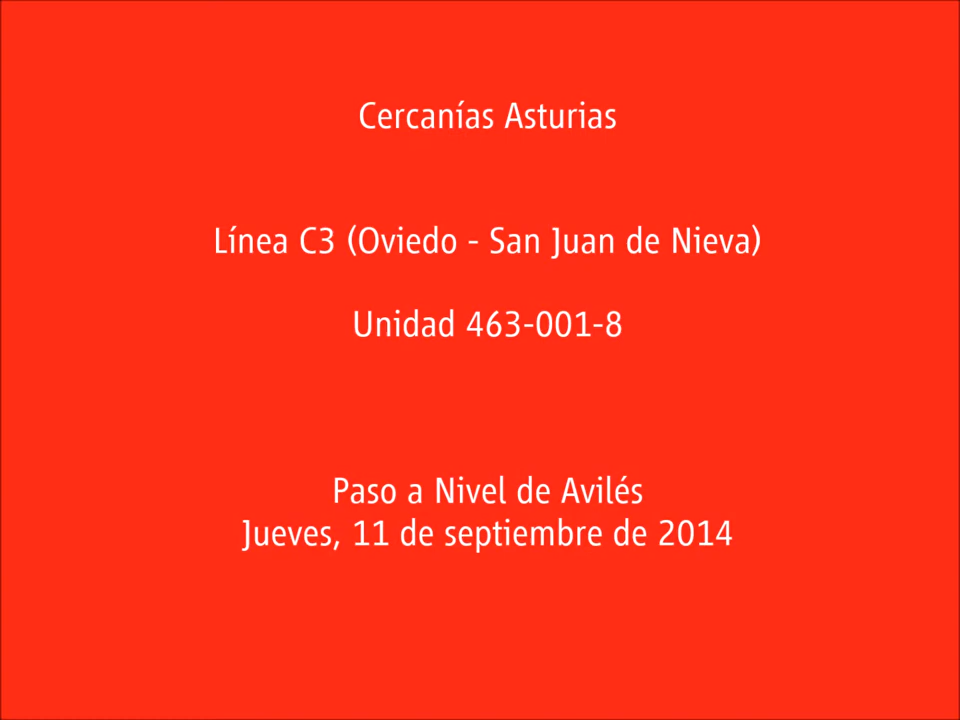 Cercanías Asturias
Línea C3 (Oviedo - San Juan de Nieva)
Unidad 463-001-8
Paso a Nivel de Avilés
Jueves, 11 de septiembre de 2014